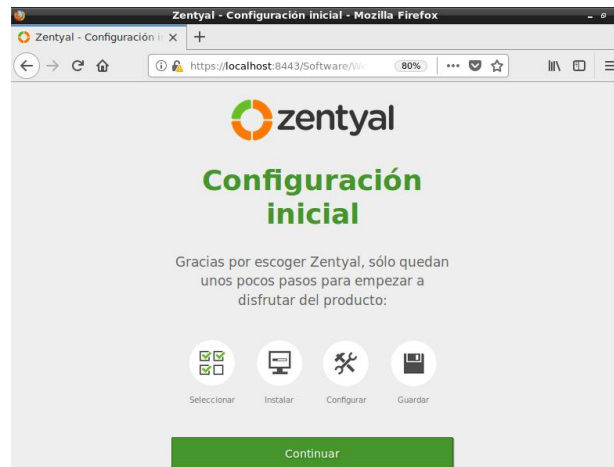 Zentyal - Configuración inicial - Mozilla Firefox
Zentyal - Configuración
https://localhost:8443/Software/
80%
zentyal
Configuración
inicial
Gracias por escoger Zentyal, sólo quedan
unos pocos pasos para empezar a
disfrutar del producto:
Seleccionar Instalar Configurar Guardar
Continuar